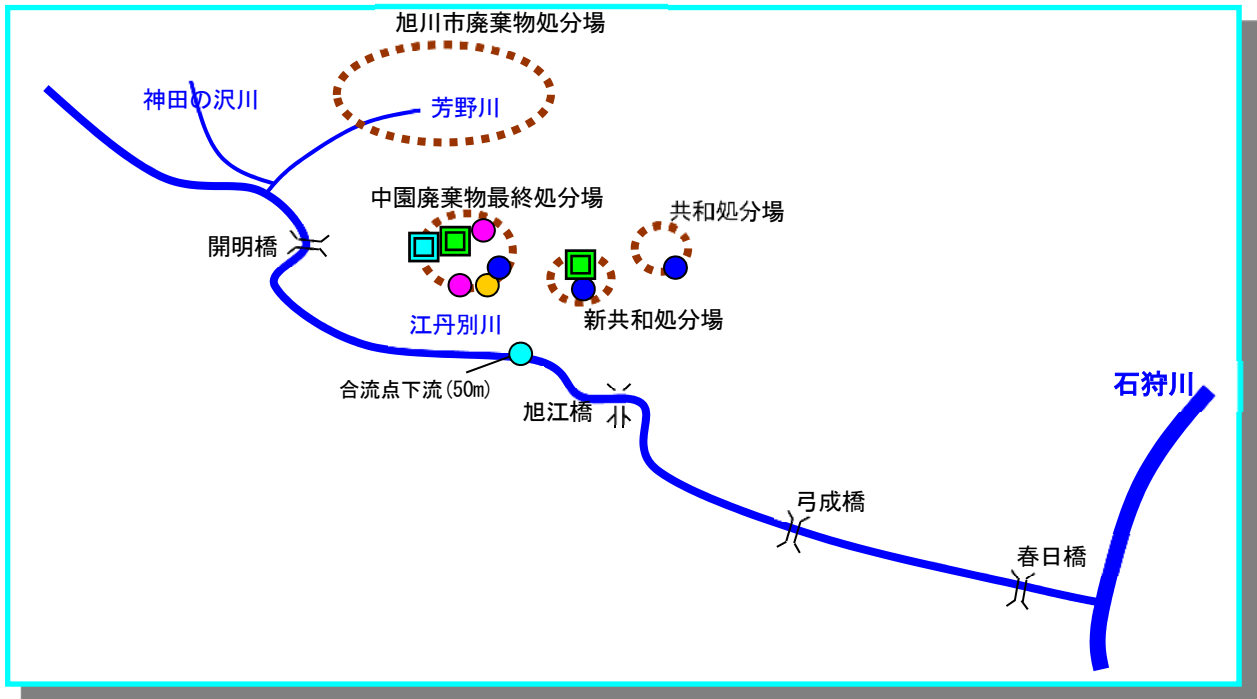 旭川市廃棄物処分場
神田の沢川
芳野川
中園廃棄物最終処分場
共和処分場
開明橋
江丹別川
新共和処分場
合流点下流(50m)
旭江橋
石狩川
弓成橋
春日橋